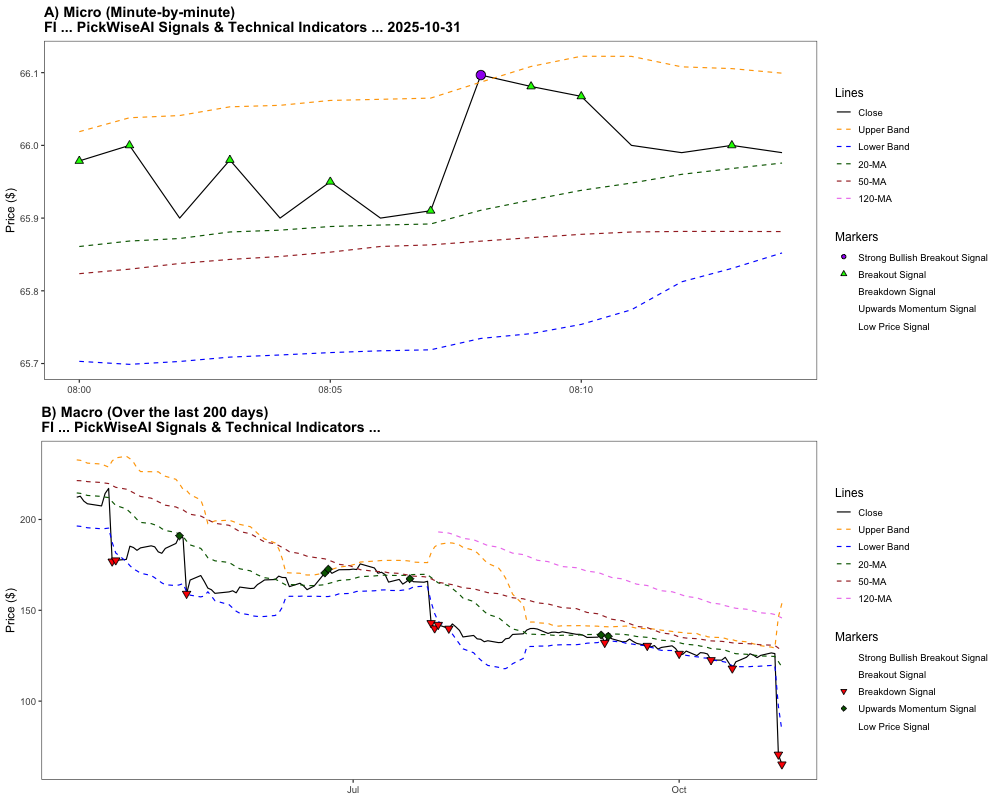 A) Micro (Minute-by-minute)
FI ... PickWiseAI Signals & Technical Indicators ... 2025-10-31
Price ($)
66.1
66.0
65.9
65.8
65.7
08:00
08:05
08:10
Lines
Close
Upper Band
Lower Band
20-MA
50-MA
120-MA
Markers
Strong Bullish Breakout Signal
Breakout Signal
Breakdown Signal
Upwards Momentum Signal
Low Price Signal
B) Macro (Over the last 200 days)
FI ... PickWiseAI Signals & Technical Indicators ...
Price ($)
200
150
100
Jul
Oct
Lines
Close
Upper Band
Lower Band
20-MA
50-MA
120-MA
Markers
Strong Bullish Breakout Signal
Breakout Signal
Breakdown Signal
Upwards Momentum Signal
Low Price Signal